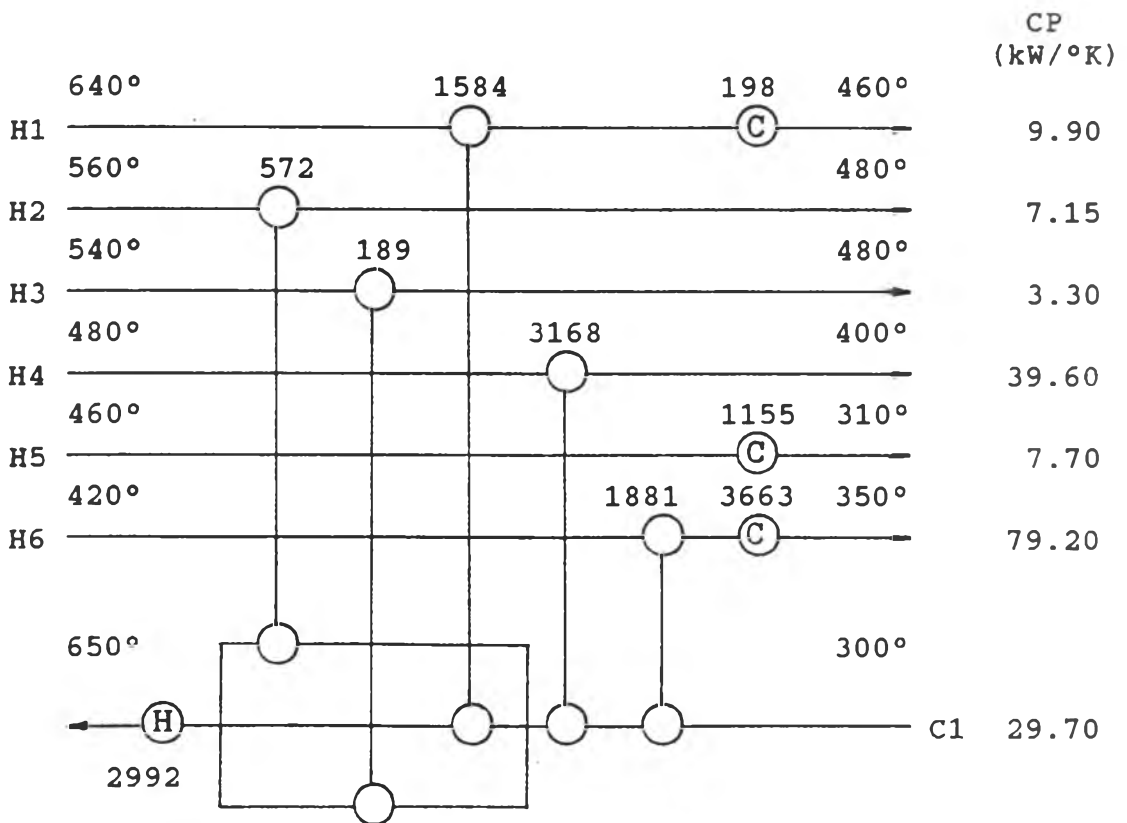 CP
(kW/°K)
640° 1584 198 460°
H1 9.90
560° 572 480°
H2 7.15
540° 189 480°
H3 3.30
480° 3168 400°
H4 39.60
460° 1155 310°
H5 C 7.70
420° 1881 3663 350°
H6 C 79.20
650° 300°
H C1 29.70
2992
C